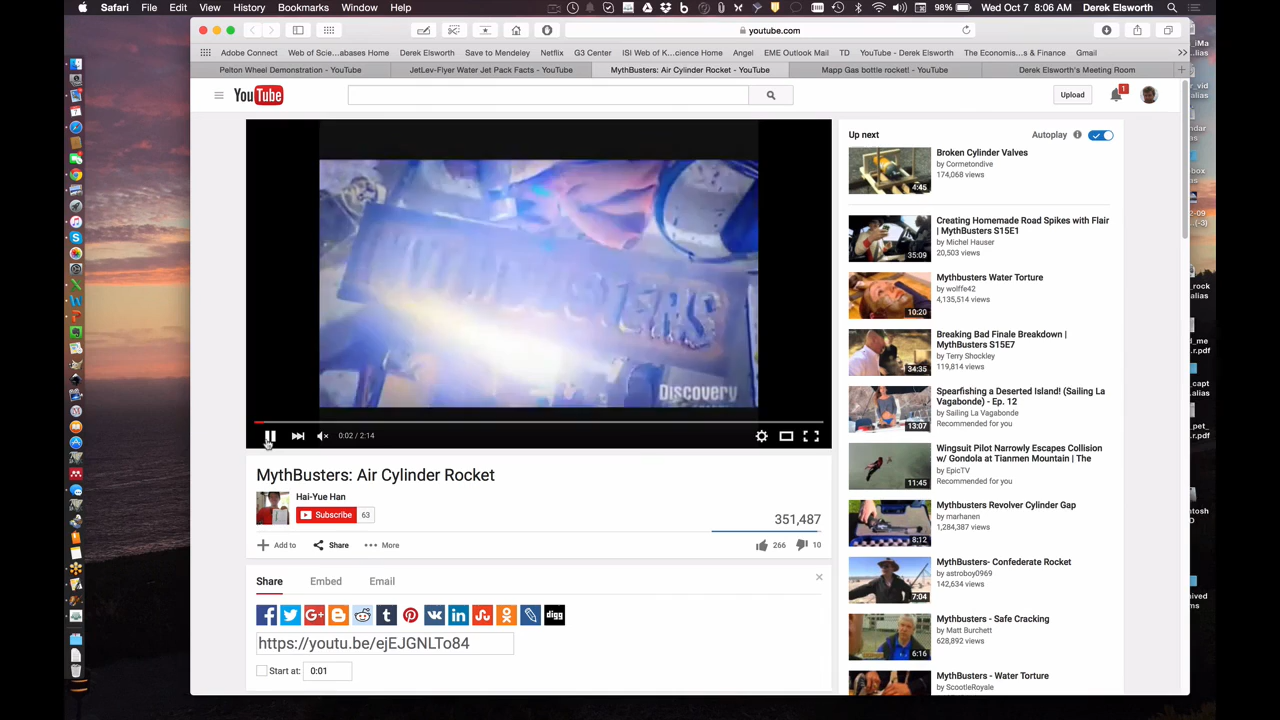 Safari File Edit View History Bookmarks Window Help 98% Wed Oct 7 8:06 AM Derek Elsworth
youtube.com
Adobe Connect Web of Scie...abases Home Derek Elsworth Save to Mendeley Netflix G3 Center ISI Web of K...cience Home Angel EME Outlook Mail TD YouTube - Derek Elsworth The Economis...s & Finance Gmail
Pelton Wheel Demonstration - YouTube JetLev-Flyer Water Jet Pack Facts - YouTube MythBusters: Air Cylinder Rocket - YouTube Mapp Gas bottle rocket! - YouTube Derek Elsworth's Meeting Room
YouTube Upload 1
Discovery
0:02 / 2:14
MythBusters: Air Cylinder Rocket
Hai-Yue Han
Subscribe 63
351,487
Add to Share More 266 10
Share Embed Email
digg
https://youtu.be/ejEJGNLTo84
Start at: 0:01
Up next Autoplay
Broken Cylinder Valves
by Cormetondive
174,068 views
4:45
Creating Homemade Road Spikes with Flair
| MythBusters S15E1
by Michel Hauser
20,503 views
35:09
Mythbusters Water Torture
by wolffe42
4,135,514 views
10:20
Breaking Bad Finale Breakdown |
MythBusters S15E7
by Terry Shockley
119,814 views
34:35
Spearfishing a Deserted Island! (Sailing La
Vagabonde) - Ep. 12
by Sailing La Vagabonde
Recommended for you
13:07
Wingsuit Pilot Narrowly Escapes Collision
w/ Gondola at Tianmen Mountain | The
by EpicTV
Recommended for you
11:45
Mythbusters Revolver Cylinder Gap
by marhanen
1,284,387 views
8:12
MythBusters- Confederate Rocket
by astroboy0969
142,634 views
7:04
Mythbusters - Safe Cracking
by Matt Burchett
628,892 views
6:16
MythBusters - Water Torture
by ScootieRoyale